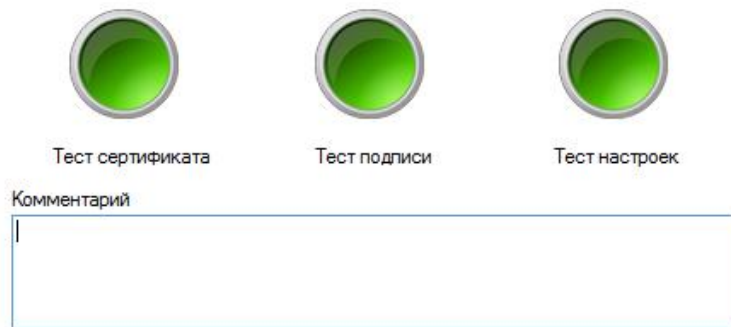 Тест сертификата
Тест подписи
Тест настроек
Комментарий